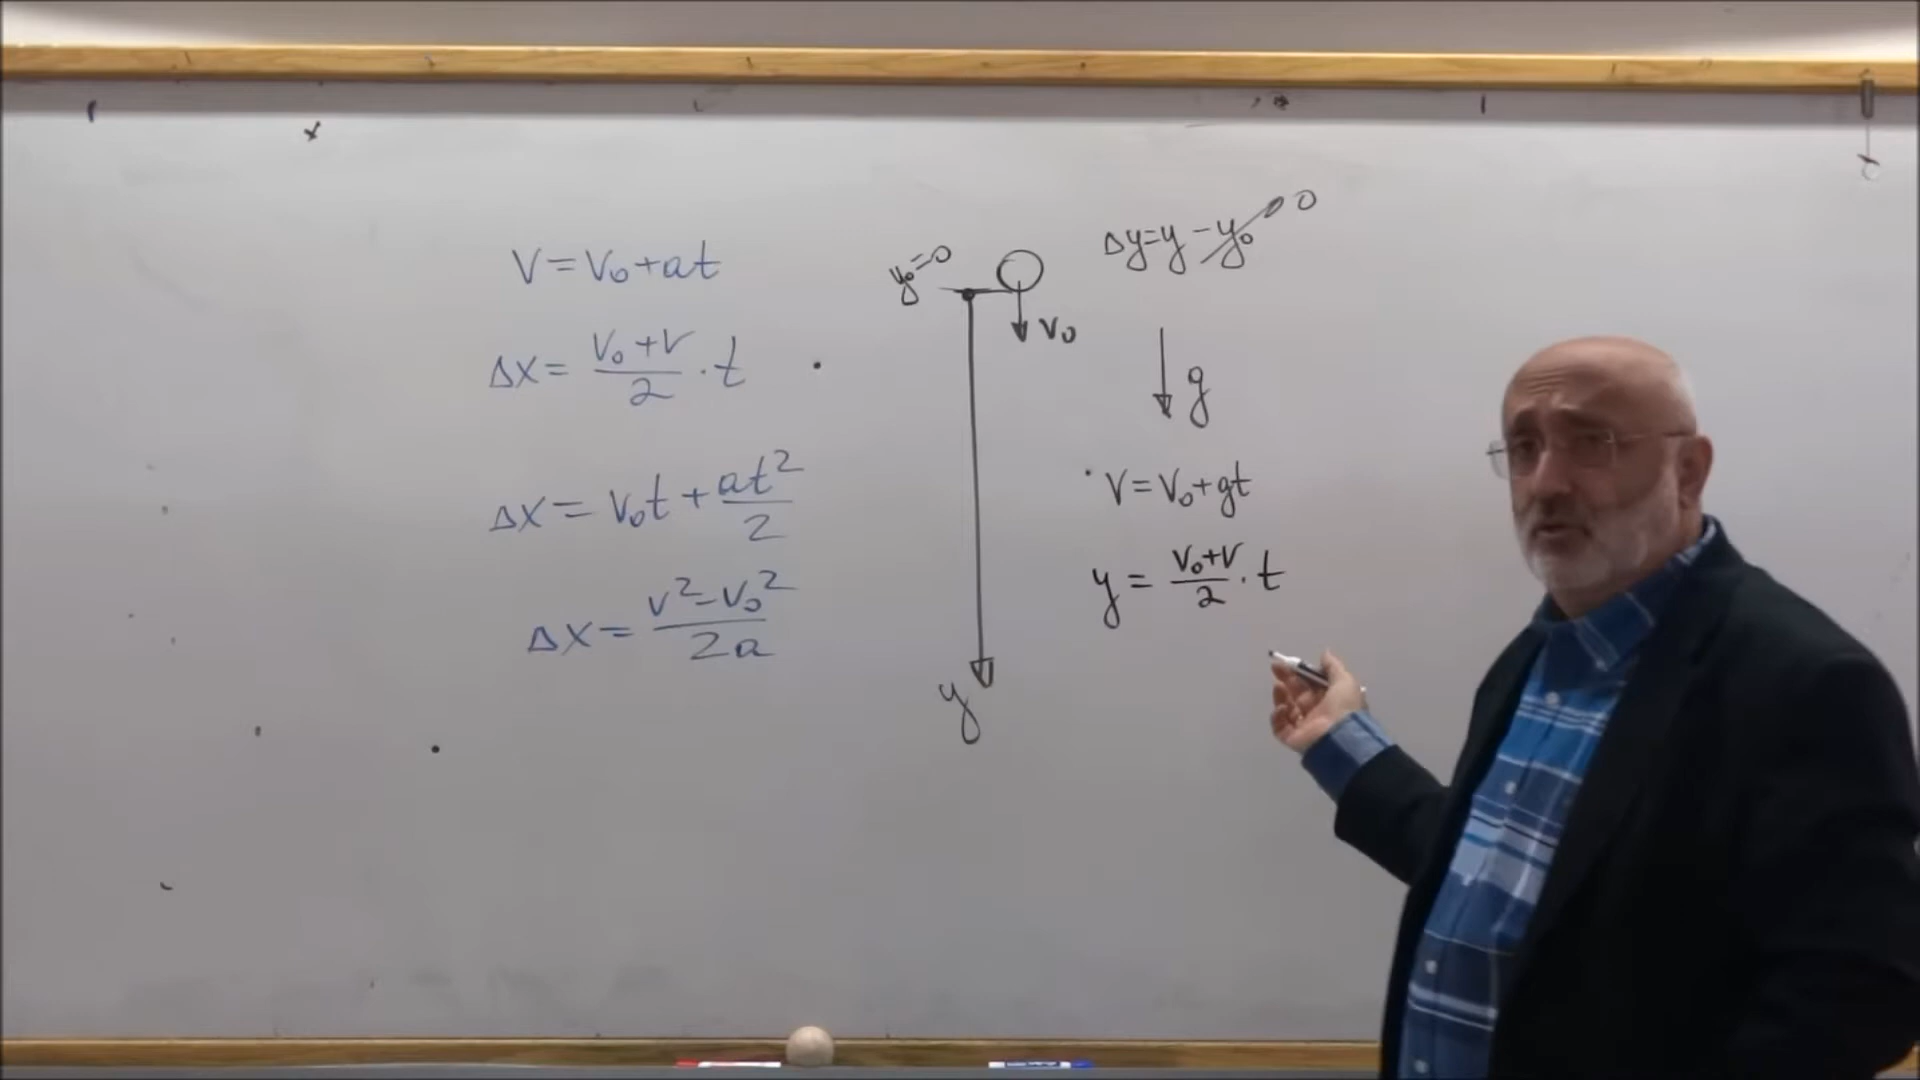 V = V₀ + at
Δx = (V₀ + V)/2 · t
Δx = V₀t + at²/2
Δx = (V² − V₀²)/2a
y₀ = 0
V₀
y
Δy = y − y₀ 0
g
V = V₀ + gt
y = (V₀ + V)/2 · t